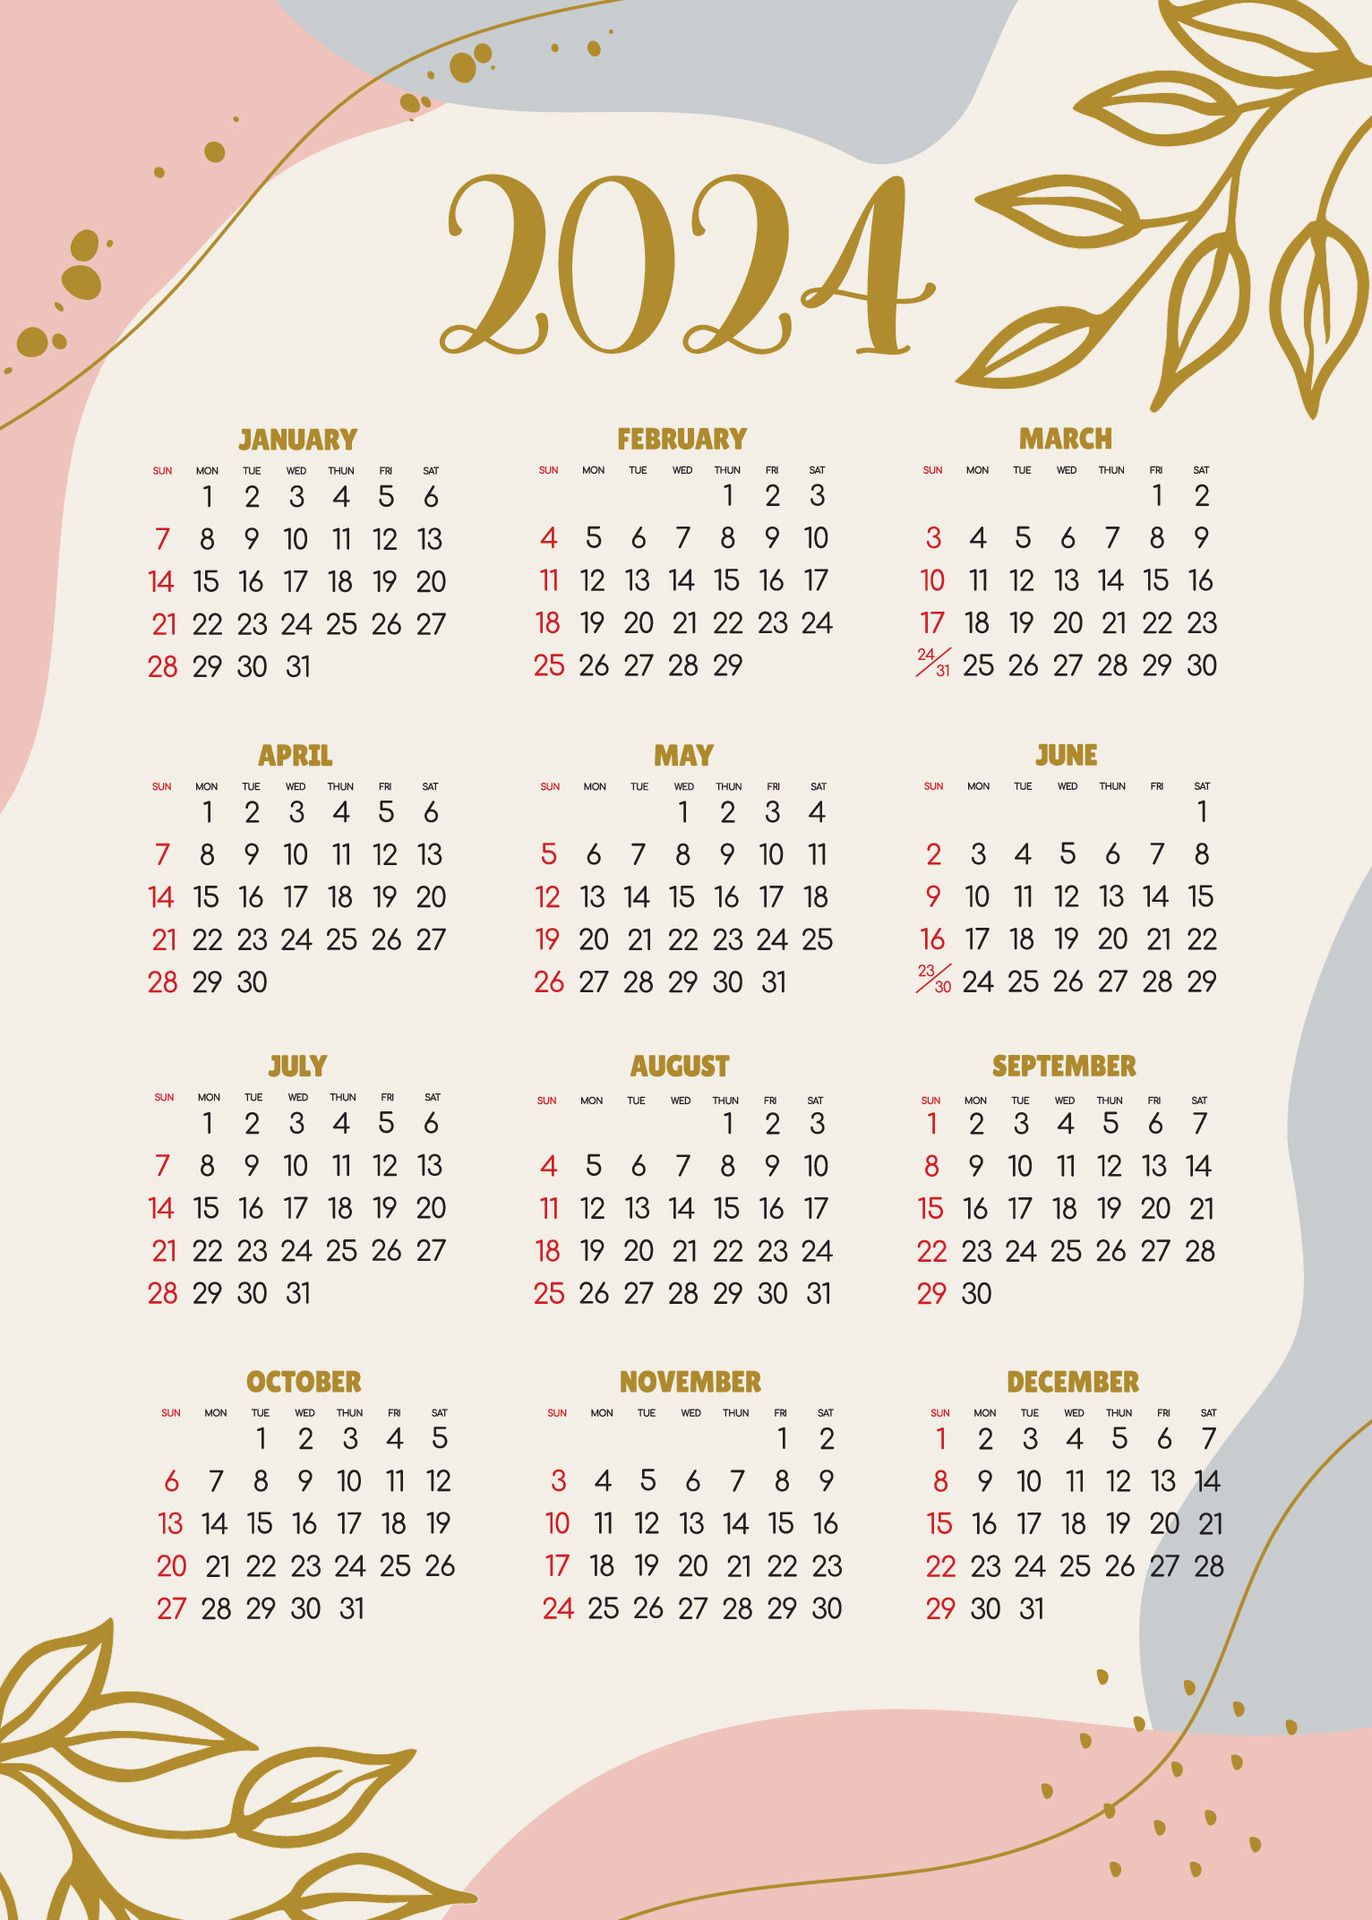 2024
JANUARY
SUN MON TUE WED THUN FRI SAT
1 2 3 4 5 6
7 8 9 10 11 12 13
14 15 16 17 18 19 20
21 22 23 24 25 26 27
28 29 30 31
FEBRUARY
SUN MON TUE WED THUN FRI SAT
1 2 3
4 5 6 7 8 9 10
11 12 13 14 15 16 17
18 19 20 21 22 23 24
25 26 27 28 29
MARCH
SUN MON TUE WED THUN FRI SAT
1 2
3 4 5 6 7 8 9
10 11 12 13 14 15 16
17 18 19 20 21 22 23
24/31 25 26 27 28 29 30
APRIL
SUN MON TUE WED THUN FRI SAT
1 2 3 4 5 6
7 8 9 10 11 12 13
14 15 16 17 18 19 20
21 22 23 24 25 26 27
28 29 30
MAY
SUN MON TUE WED THUN FRI SAT
1 2 3 4
5 6 7 8 9 10 11
12 13 14 15 16 17 18
19 20 21 22 23 24 25
26 27 28 29 30 31
JUNE
SUN MON TUE WED THUN FRI SAT
1
2 3 4 5 6 7 8
9 10 11 12 13 14 15
16 17 18 19 20 21 22
23/30 24 25 26 27 28 29
JULY
SUN MON TUE WED THUN FRI SAT
1 2 3 4 5 6
7 8 9 10 11 12 13
14 15 16 17 18 19 20
21 22 23 24 25 26 27
28 29 30 31
AUGUST
SUN MON TUE WED THUN FRI SAT
1 2 3
4 5 6 7 8 9 10
11 12 13 14 15 16 17
18 19 20 21 22 23 24
25 26 27 28 29 30 31
SEPTEMBER
SUN MON TUE WED THUN FRI SAT
1 2 3 4 5 6 7
8 9 10 11 12 13 14
15 16 17 18 19 20 21
22 23 24 25 26 27 28
29 30
OCTOBER
SUN MON TUE WED THUN FRI SAT
1 2 3 4 5
6 7 8 9 10 11 12
13 14 15 16 17 18 19
20 21 22 23 24 25 26
27 28 29 30 31
NOVEMBER
SUN MON TUE WED THUN FRI SAT
1 2
3 4 5 6 7 8 9
10 11 12 13 14 15 16
17 18 19 20 21 22 23
24 25 26 27 28 29 30
DECEMBER
SUN MON TUE WED THUN FRI SAT
1 2 3 4 5 6 7
8 9 10 11 12 13 14
15 16 17 18 19 20 21
22 23 24 25 26 27 28
29 30 31